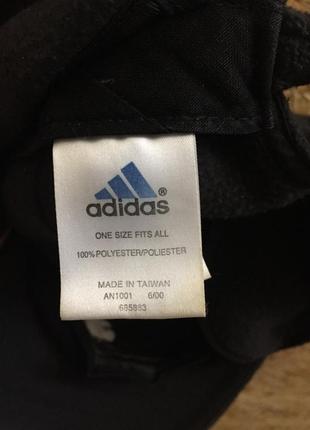 adidas®
ONE SIZE FITS ALL
100% POLYESTER/POLIESTER
MADE IN TAIWAN
AN1001 6/00
685883